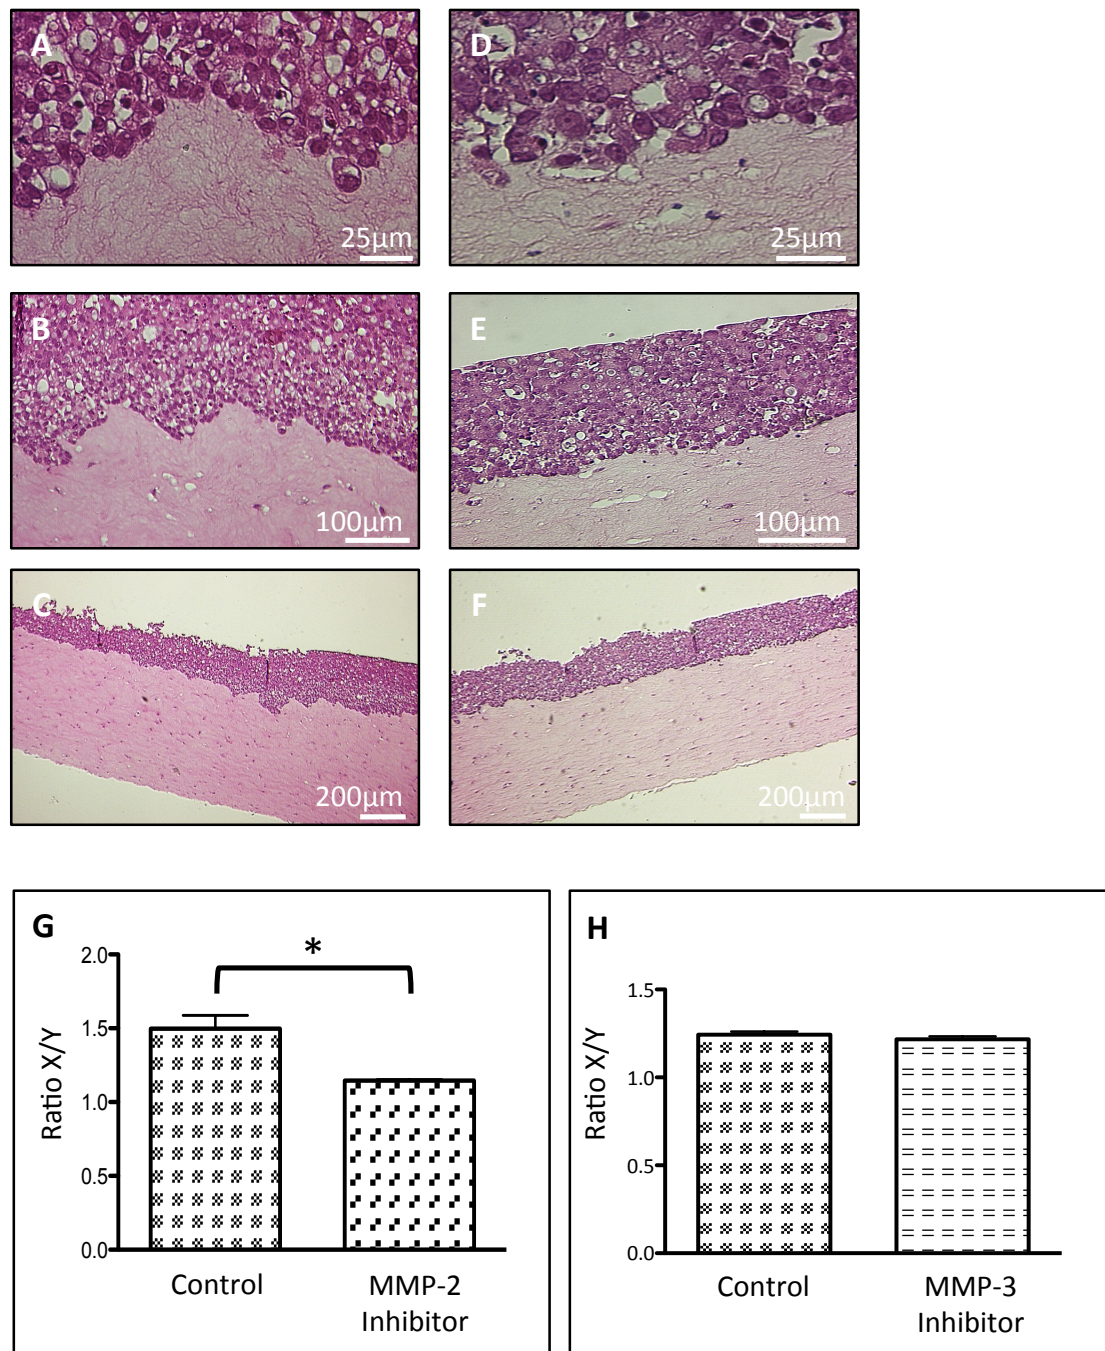 A
25µm
D
25µm
B
100µm
E
100µm
C
200µm
F
200µm
G
*
2.0
1.5
1.0
0.5
0.0
Ratio X/Y
Control
MMP-2
Inhibitor
H
1.5
1.0
0.5
0.0
Ratio X/Y
Control
MMP-3
Inhibitor